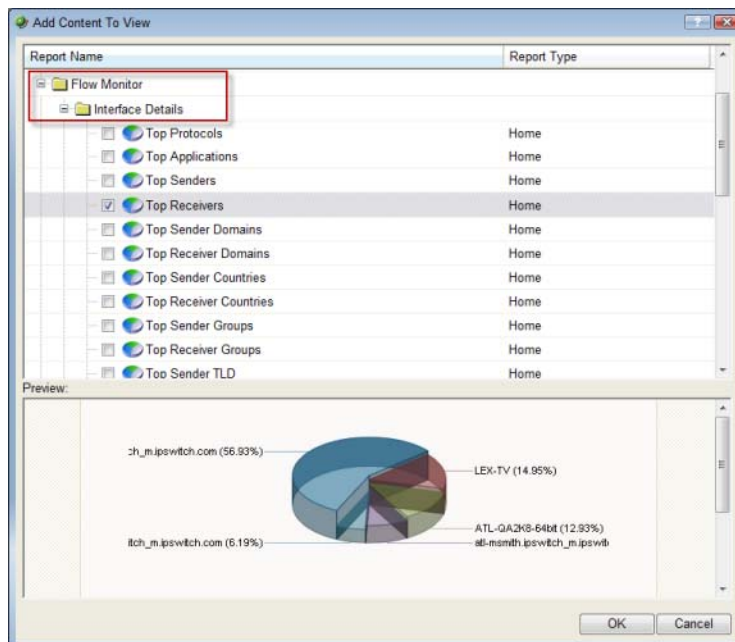 Add Content To View
Report Name Report Type
Flow Monitor
Interface Details
Top Protocols Home
Top Applications Home
Top Senders Home
Top Receivers Home
Top Sender Domains Home
Top Receiver Domains Home
Top Sender Countries Home
Top Receiver Countries Home
Top Sender Groups Home
Top Receiver Groups Home
Top Sender TLD Home
Preview:
ch_m.ipswitch.com (56.93%)
LEX-TV (14.95%)
ATL-QA2K8-64bit (12.93%)
itch_m.ipswitch.com (6.19%)
atl-msmith.ipswitch_m.ipswit
OK Cancel